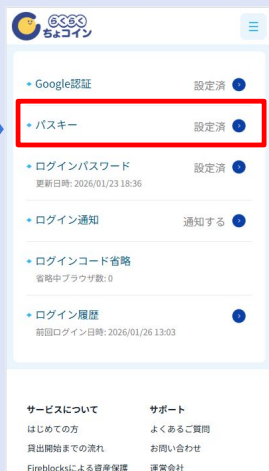 らくらく
ちょコイン
Google認証 設定済
パスキー 設定済
ログインパスワード 設定済
更新日時: 2026/01/23 18:36
ログイン通知 通知する
ログインコード省略
省略中ブラウザ数: 0
ログイン履歴
前回ログイン日時: 2026/01/26 13:03
サービスについて サポート
はじめての方 よくあるご質問
貸出開始までの流れ お問い合わせ
Fireblocksによる資産保護 運営会社